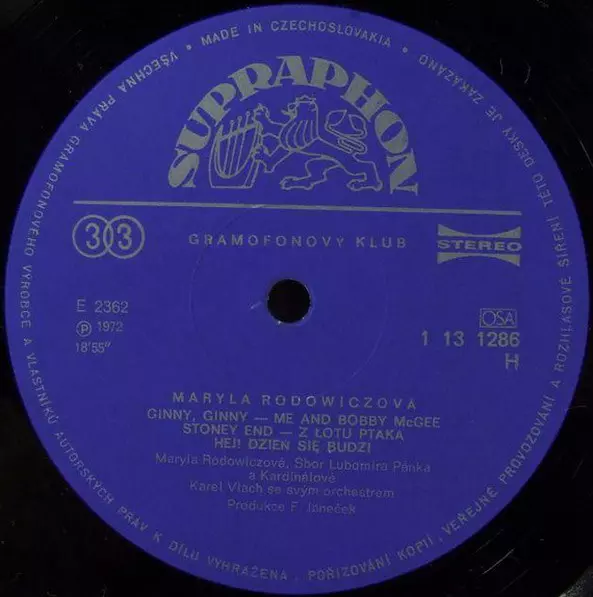 VŠECHNA PRÁVA GRAMOFONOVÉHO VÝROBCE A VLASTNÍKŮ AUTORSKÝCH PRÁV K DÍLU VYHRAŽENA. POŘIZOVÁNÍ KOPIÍ, VEŘEJNÉ PROVOZOVÁNÍ A ROZHLASOVÉ ŠÍŘENÍ TÉTO DESKY JE ZAKÁZÁNO
• MADE IN CZECHOSLOVAKIA •
SUPRAPHON
33 GRAMOFONOVÝ KLUB STEREO
E 2362 OSA
Ⓟ 1972 1 13 1286
18'55" H
MARYLA RODOWICZOVÁ
GINNY, GINNY — ME AND BOBBY McGEE
STONEY END — Z LOTU PTAKA
HEJ! DZIEŃ SIĘ BUDZI
Maryla Rodowiczová, Sbor Lubomíra Pánka
a Kardinálové
Karel Vlach se svým orchestrem
Produkce F. Janeček